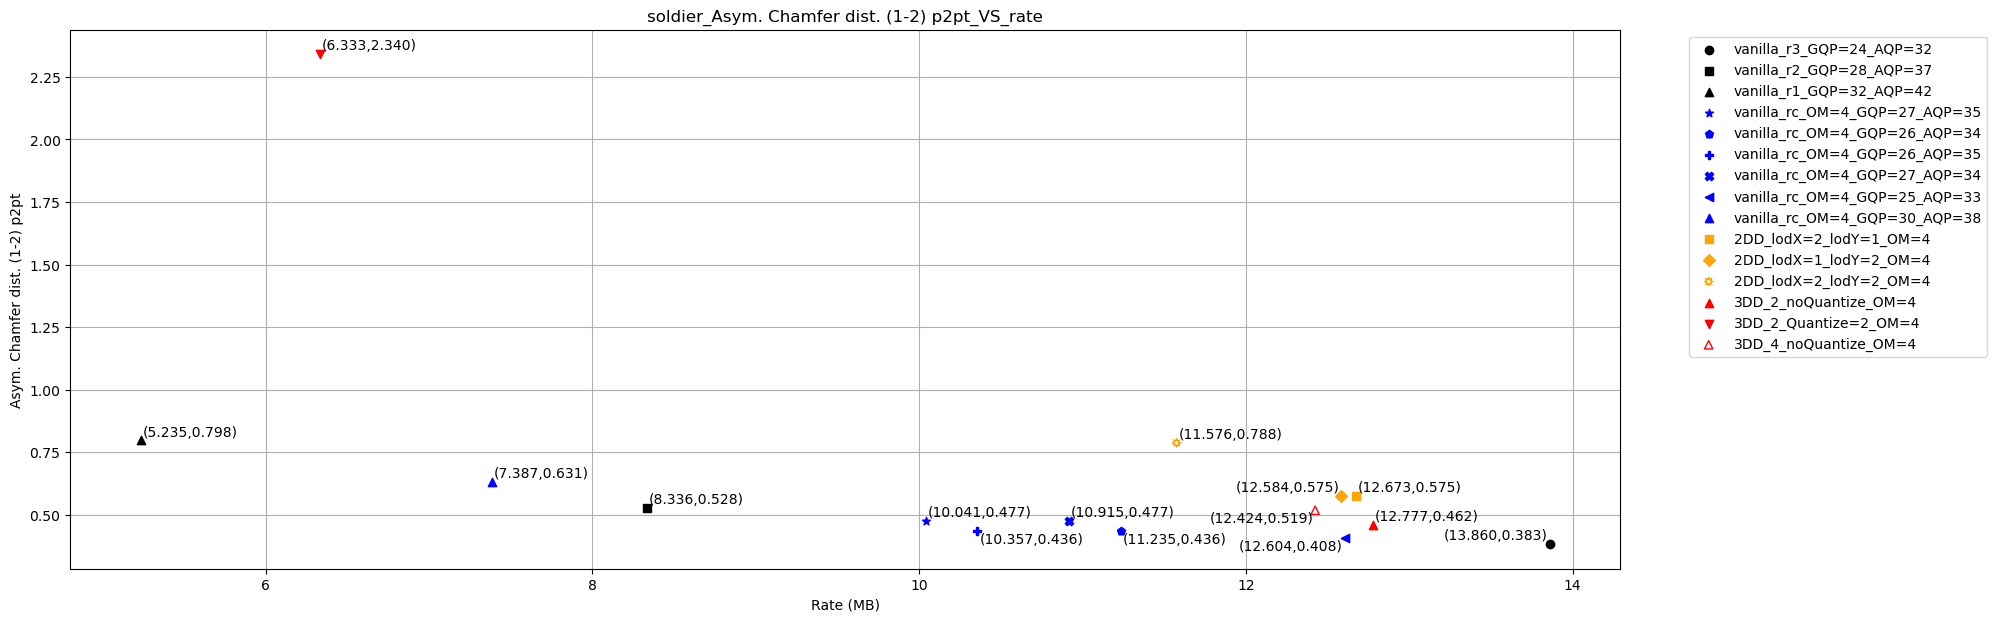 soldier_Asym. Chamfer dist. (1-2) p2pt_VS_rate
Asym. Chamfer dist. (1-2) p2pt
2.25
2.00
1.75
1.50
1.25
1.00
0.75
0.50
(6.333,2.340)
(5.235,0.798)
(7.387,0.631)
(8.336,0.528)
(10.041,0.477)
(10.357,0.436)
(10.915,0.477)
(11.235,0.436)
(11.576,0.788)
(12.584,0.575)
(12.673,0.575)
(12.424,0.519)
(12.777,0.462)
(12.604,0.408)
(13.860,0.383)
6
8
10
12
14
Rate (MB)
vanilla_r3_GQP=24_AQP=32
vanilla_r2_GQP=28_AQP=37
vanilla_r1_GQP=32_AQP=42
vanilla_rc_OM=4_GQP=27_AQP=35
vanilla_rc_OM=4_GQP=26_AQP=34
vanilla_rc_OM=4_GQP=26_AQP=35
vanilla_rc_OM=4_GQP=27_AQP=34
vanilla_rc_OM=4_GQP=25_AQP=33
vanilla_rc_OM=4_GQP=30_AQP=38
2DD_lodX=2_lodY=1_OM=4
2DD_lodX=1_lodY=2_OM=4
2DD_lodX=2_lodY=2_OM=4
3DD_2_noQuantize_OM=4
3DD_2_Quantize=2_OM=4
3DD_4_noQuantize_OM=4